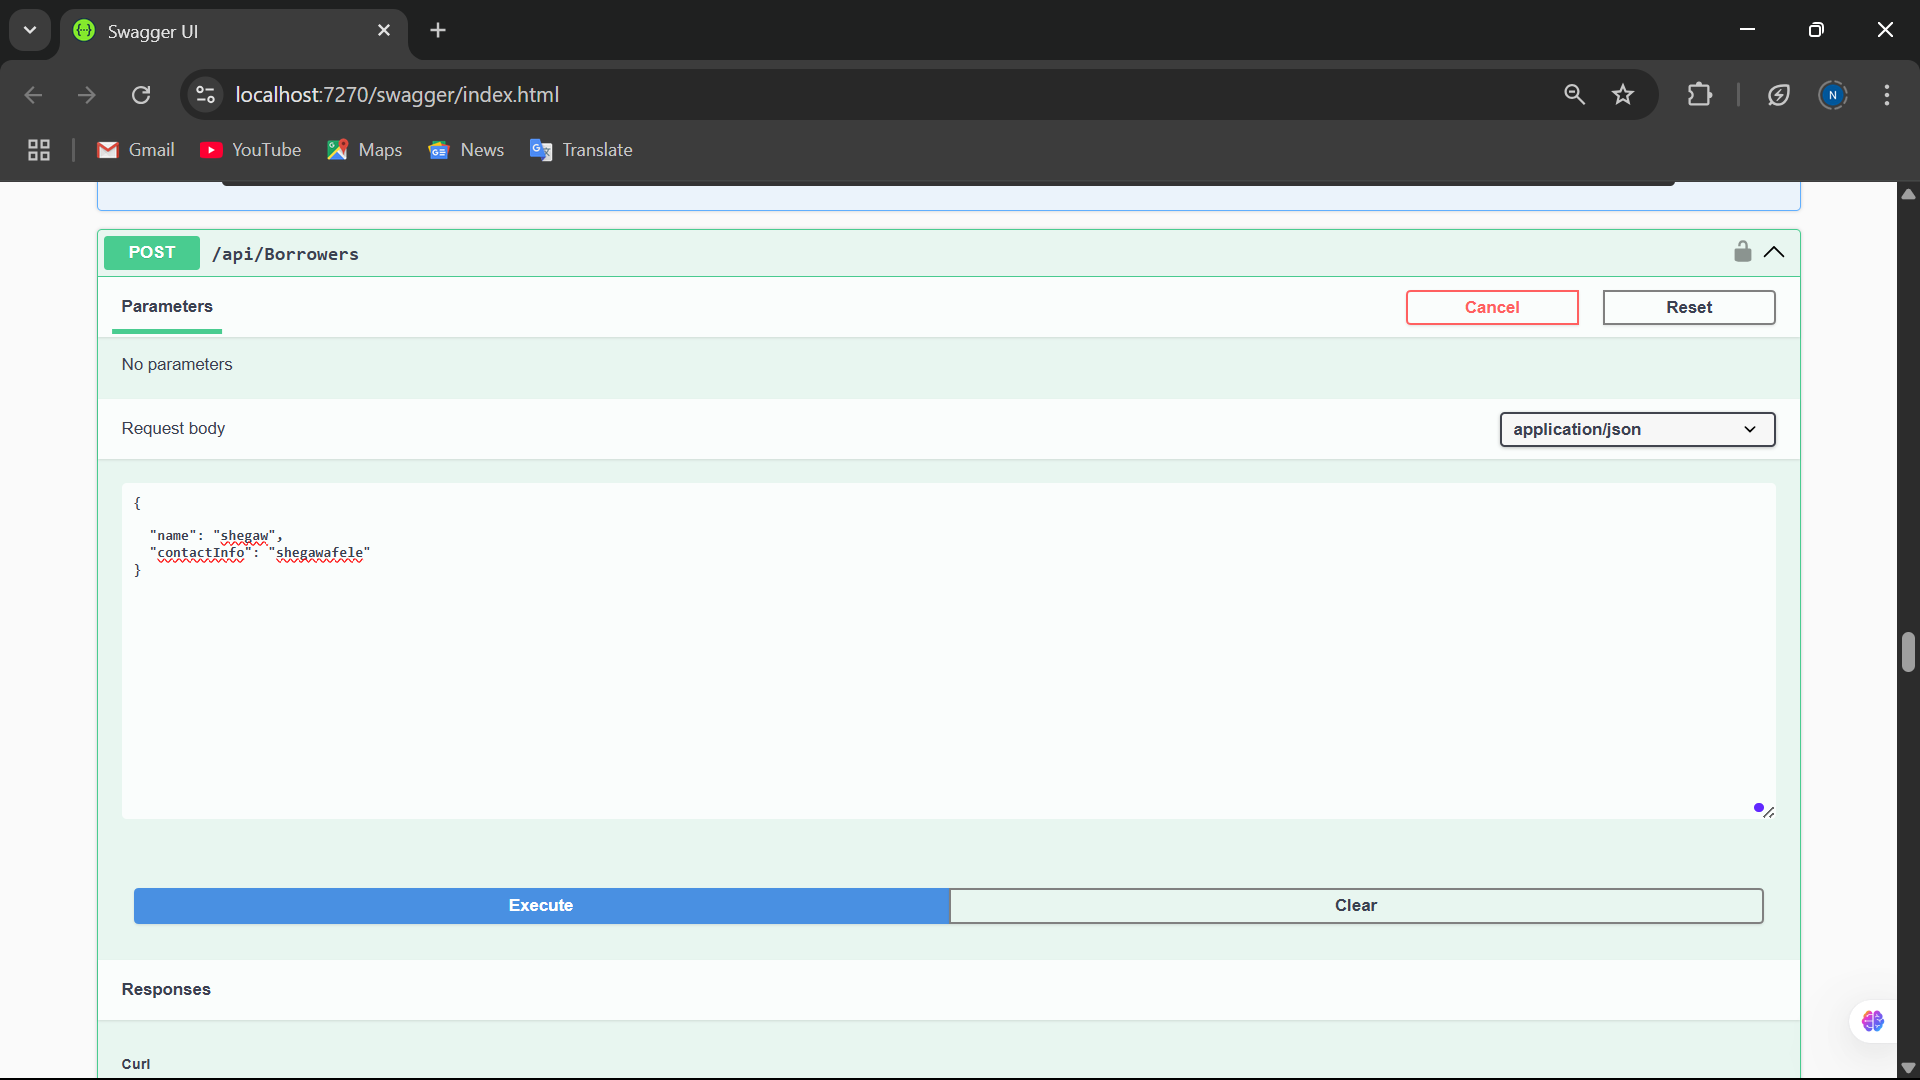 Swagger UI
localhost:7270/swagger/index.html
N
Gmail
YouTube
Maps
News
Translate
POST /api/Borrowers
Parameters
Cancel
Reset
No parameters
Request body
application/json
{
"name": "shegaw",
"contactInfo": "shegawafele"
}
Execute
Clear
Responses
Curl